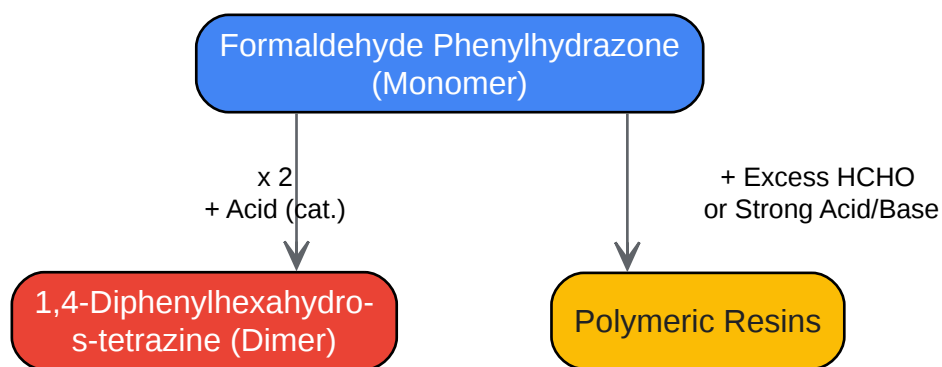 Formaldehyde Phenylhydrazone
(Monomer)
x 2
+ Acid (cat.)
+ Excess HCHO
or Strong Acid/Base
1,4-Diphenylhexahydro-
s-tetrazine (Dimer)
Polymeric Resins